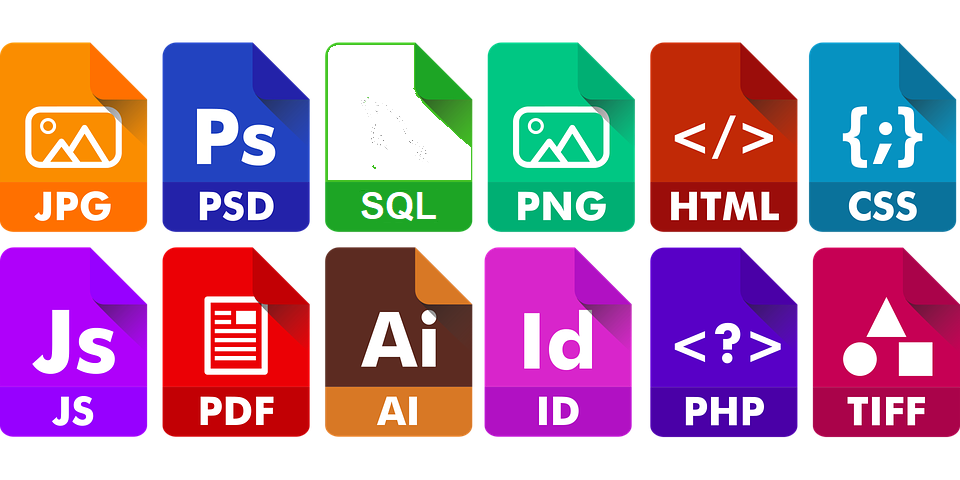 Ps
</>
{;}
JPG
PSD
SQL
PNG
HTML
CSS
Js
Ai
Id
<?>
JS
PDF
AI
ID
PHP
TIFF